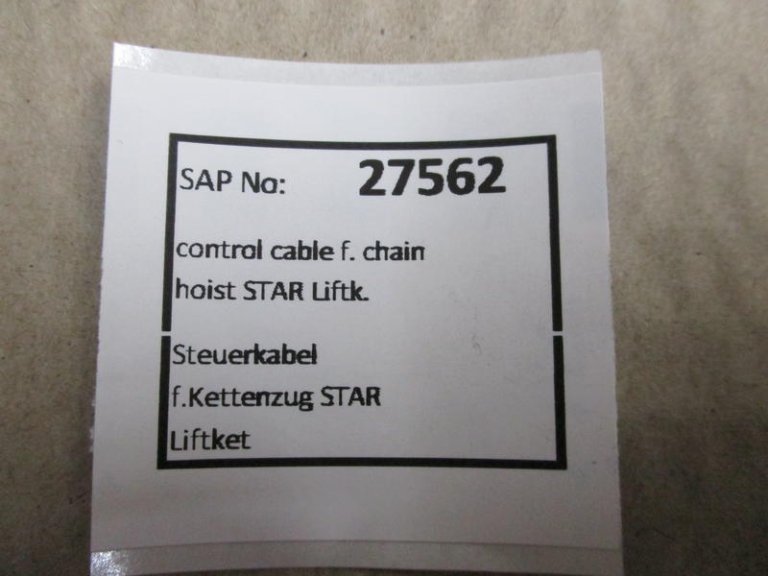 SAP No: 27562
control cable f. chain
hoist STAR Liftk.
Steuerkabel
f.Kettenzug STAR
Liftket